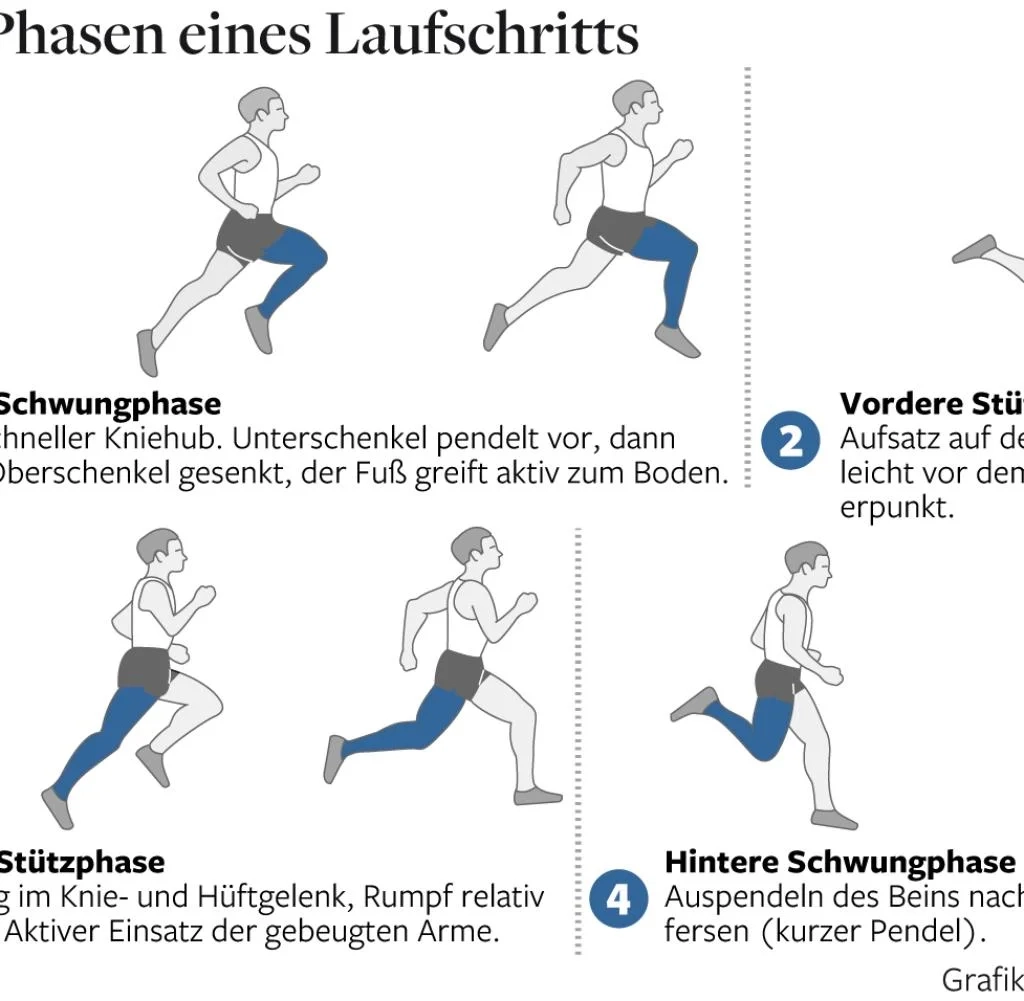 Phasen eines Laufschritts
Schwungphase
chneller Kniehub. Unterschenkel pendelt vor, dann
Oberschenkel gesenkt, der Fuß greift aktiv zum Boden.
2
Vordere Stü
Aufsatz auf de
leicht vor dem
erpunkt.
Stützphase
g im Knie- und Hüftgelenk, Rumpf relativ
Aktiver Einsatz der gebeugten Arme.
4
Hintere Schwungphase
Auspendeln des Beins nach
fersen (kurzer Pendel).
Grafik